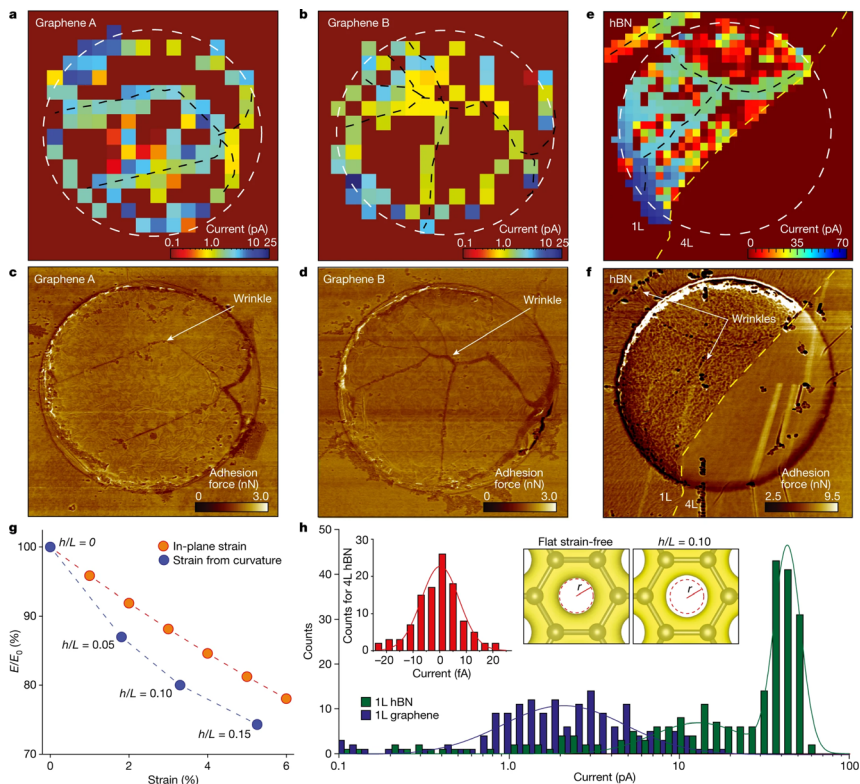 a
Graphene A
Current (pA)
0.1 1.0 10 25
b
Graphene B
Current (pA)
0.1 1.0 10 25
e
hBN
1L
4L
Current (pA)
0 35 70
c
Graphene A
Wrinkle
Adhesion
force (nN)
0 3.0
d
Graphene B
Wrinkle
Adhesion
force (nN)
0 3.0
f
hBN
Wrinkles
1L
4L
Adhesion
force (nN)
2.5 9.5
g
100
90
80
70
E/E0 (%)
h/L = 0
h/L = 0.05
h/L = 0.10
h/L = 0.15
In-plane strain
Strain from curvature
0 2 4 6
Strain (%)
h
50
40
30
20
10
0
Counts
30
20
10
0
Counts for 4L hBN
-20 -10 0 10 20
Current (fA)
Flat strain-free
r
h/L = 0.10
r
1L hBN
1L graphene
0.1 1.0 10 100
Current (pA)